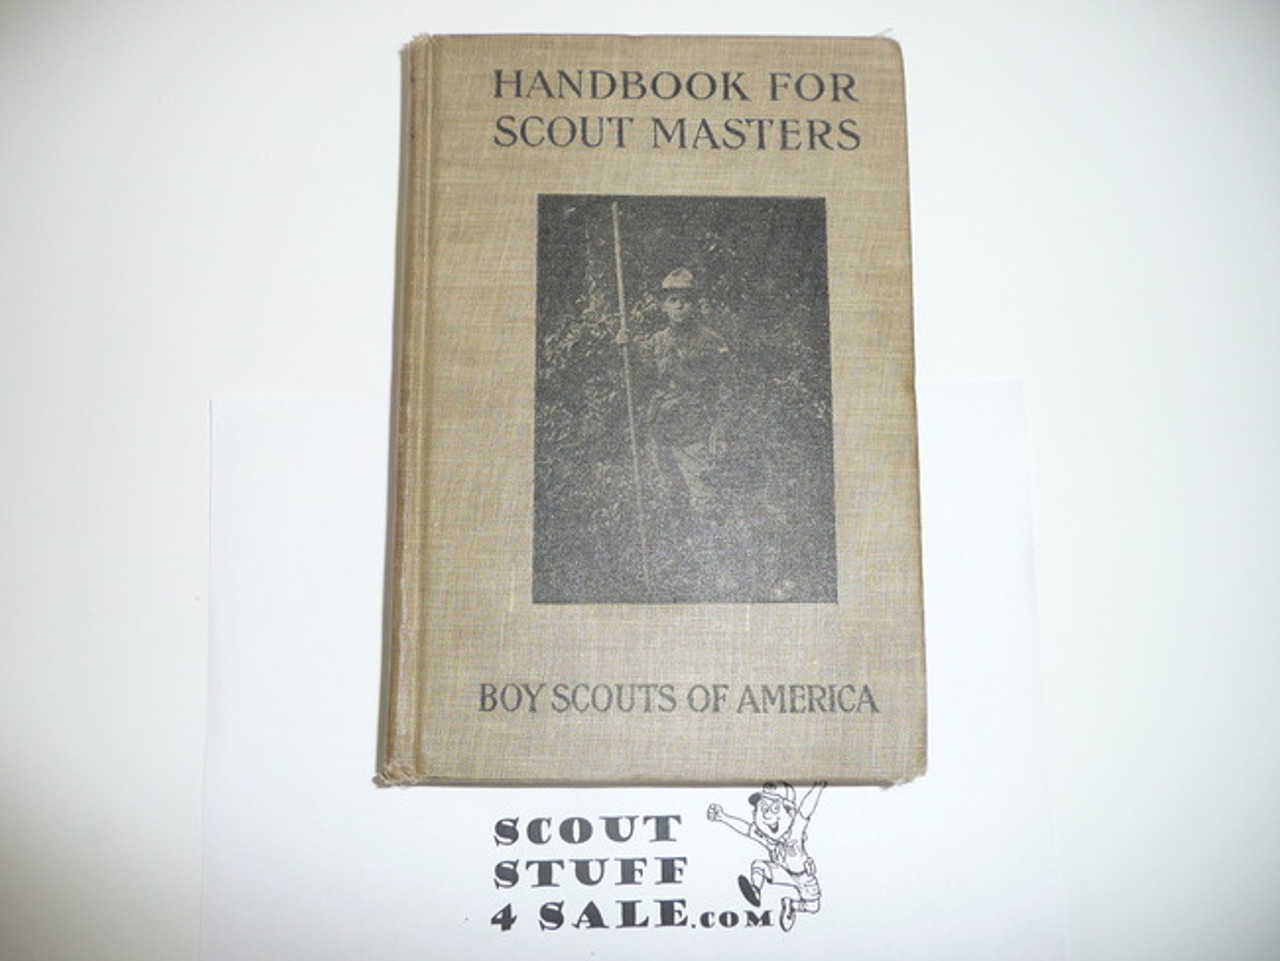 HANDBOOK FOR
SCOUT MASTERS
BOY SCOUTS OF AMERICA
SCOUT
STUFF
4 SALE.COM